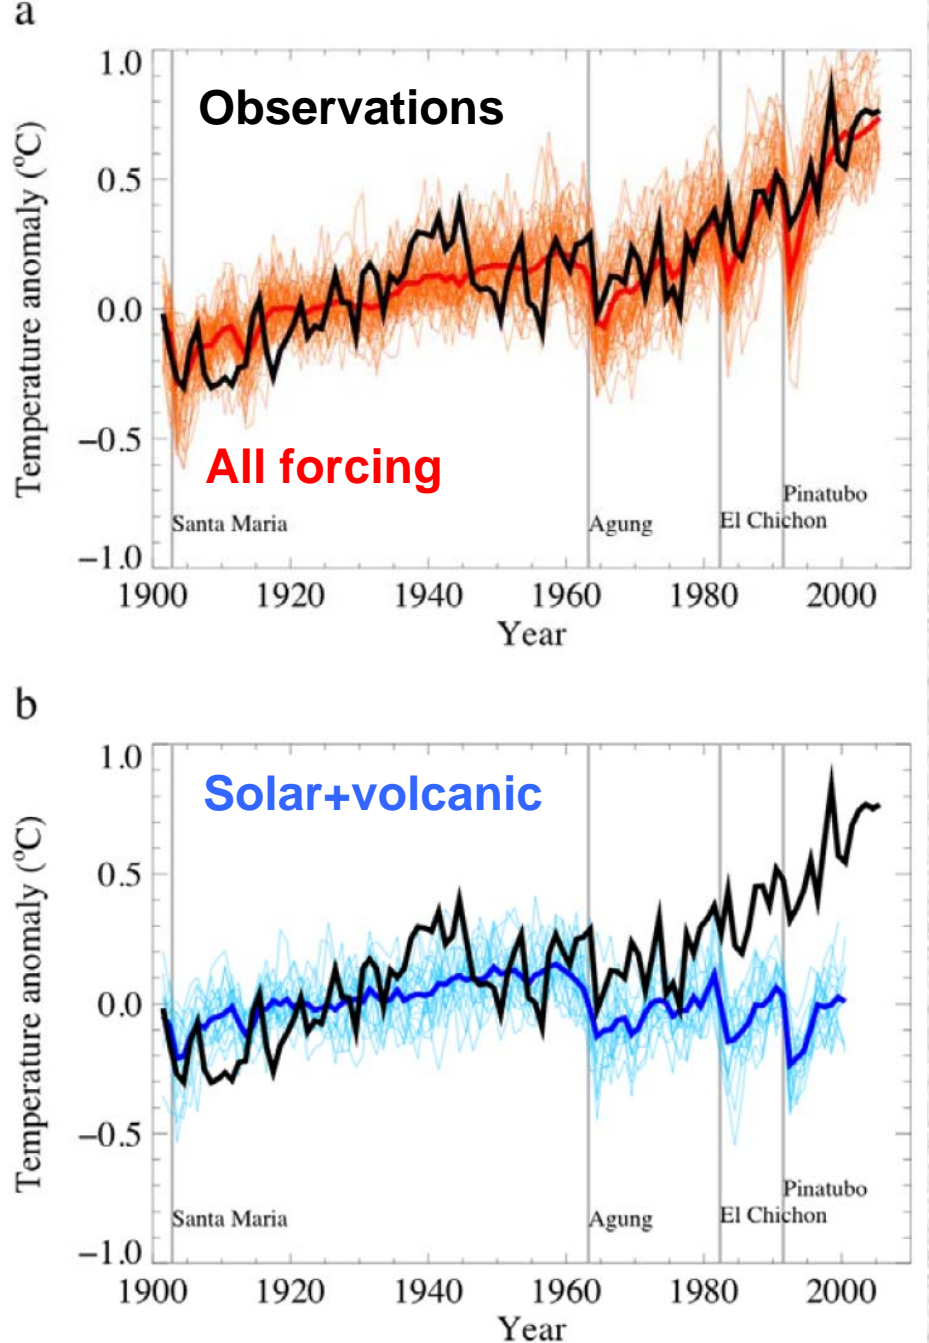 a
1.0
Observations
0.5
0.0
−0.5
−1.0
Temperature anomaly (°C)
All forcing
Santa Maria
Agung
El Chichon
Pinatubo
1900 1920 1940 1960 1980 2000
Year
b
1.0
Solar+volcanic
0.5
0.0
−0.5
−1.0
Temperature anomaly (°C)
Santa Maria
Agung
El Chichon
Pinatubo
1900 1920 1940 1960 1980 2000
Year